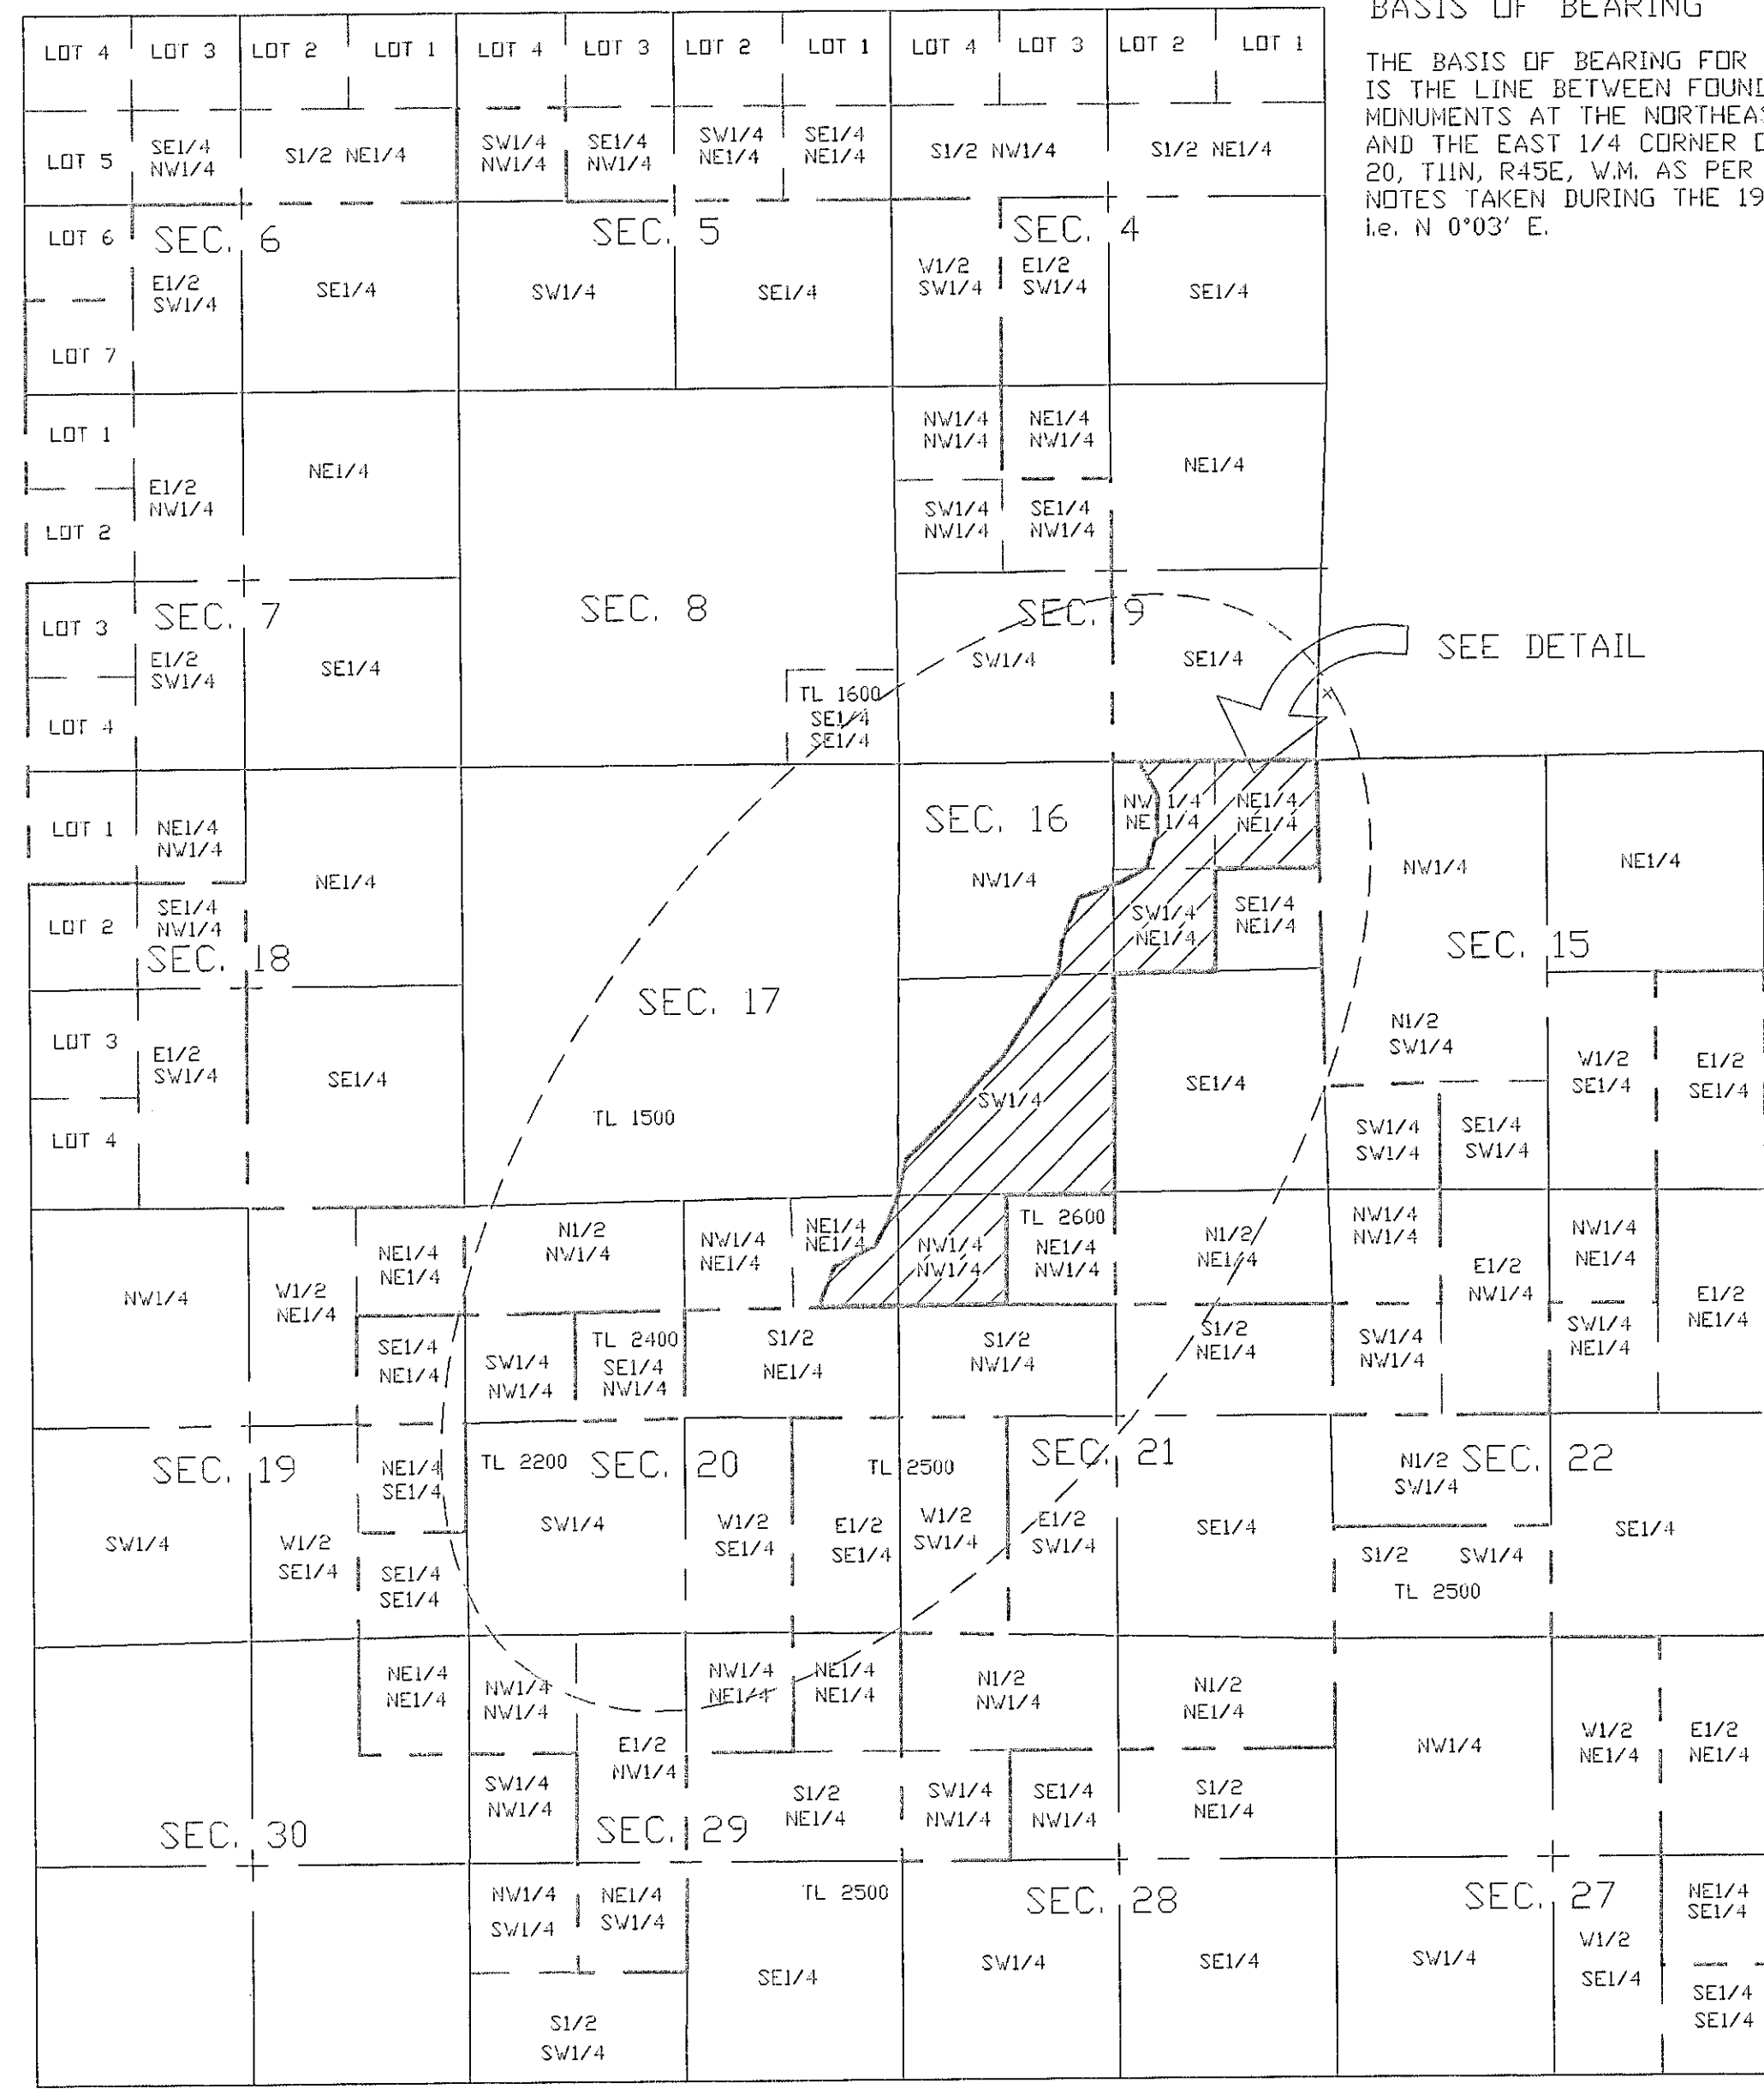 BASIS OF BEARING
THE BASIS OF BEARING FOR
IS THE LINE BETWEEN FOUND
MONUMENTS AT THE NORTHEAS
AND THE EAST 1/4 CORNER
20, T11N, R45E, W.M. AS PER
NOTES TAKEN DURING THE 19
i.e. N 0°03' E.
LOT 4 LOT 3 LOT 2 LOT 1 LOT 4 LOT 3 LOT 2 LOT 1 LOT 4 LOT 3 LOT 2 LOT 1
LOT 5
SE1/4
NW1/4
S1/2 NE1/4
SW1/4
NW1/4
SE1/4
NW1/4
SW1/4
NE1/4
SE1/4
NE1/4
S1/2 NW1/4
S1/2 NE1/4
LOT 6
SEC. 6
SEC. 5
SEC. 4
E1/2
SW1/4
SE1/4
SW1/4
SE1/4
W1/2
SW1/4
E1/2
SW1/4
SE1/4
LOT 7
LOT 1
E1/2
NW1/4
NE1/4
LOT 2
NW1/4
NW1/4
NE1/4
NW1/4
NE1/4
SW1/4
NW1/4
SE1/4
NW1/4
LOT 3
SEC. 7
SEC. 8
SEC. 9
E1/2
SW1/4
SE1/4
LOT 4
TL 1600
SE1/4
SE1/4
SW1/4
SE1/4
SEE DETAIL
LOT 1
NE1/4
NW1/4
NE1/4
LOT 2
SE1/4
NW1/4
SEC. 18
SEC. 17
SEC. 16
NW1/4
NW 1/4
NE 1/4
NE1/4
NE1/4
SW1/4
NE1/4
SE1/4
NE1/4
NW1/4
NE1/4
SEC. 15
LOT 3
E1/2
SW1/4
SE1/4
LOT 4
TL 1500
SW1/4
SE1/4
N1/2
SW1/4
W1/2
SE1/4
E1/2
SE1/4
SW1/4
SW1/4
SE1/4
SW1/4
NW1/4
W1/2
NE1/4
NE1/4
NE1/4
N1/2
NW1/4
NW1/4
NE1/4
NE1/4
NE1/4
NW1/4
NW1/4
TL 2600
NE1/4
NW1/4
N1/2
NE1/4
NW1/4
NW1/4
E1/2
NW1/4
NW1/4
NE1/4
E1/2
NE1/4
SE1/4
NE1/4
SW1/4
NW1/4
TL 2400
SE1/4
NW1/4
S1/2
NE1/4
S1/2
NW1/4
S1/2
NE1/4
SW1/4
NW1/4
SW1/4
NE1/4
SEC. 19
NE1/4
SE1/4
TL 2200
SEC. 20
TL 2500
SEC. 21
N1/2
SW1/4
SEC. 22
SW1/4
W1/2
SE1/4
SE1/4
SE1/4
SW1/4
W1/2
SE1/4
E1/2
SE1/4
W1/2
SW1/4
E1/2
SW1/4
SE1/4
S1/2 SW1/4
TL 2500
SE1/4
NE1/4
NE1/4
NW1/4
NW1/4
NW1/4
NE1/4
NE1/4
NE1/4
N1/2
NW1/4
N1/2
NE1/4
NW1/4
W1/2
NE1/4
E1/2
NE1/4
SW1/4
NW1/4
E1/2
NW1/4
S1/2
NE1/4
SW1/4
NW1/4
SE1/4
NW1/4
S1/2
NE1/4
SEC. 30
SEC. 29
NW1/4
SW1/4
NE1/4
SW1/4
TL 2500
SEC. 28
SEC. 27
NE1/4
SE1/4
S1/2
SW1/4
SE1/4
SW1/4
SE1/4
SW1/4
W1/2
SE1/4
SE1/4
SE1/4